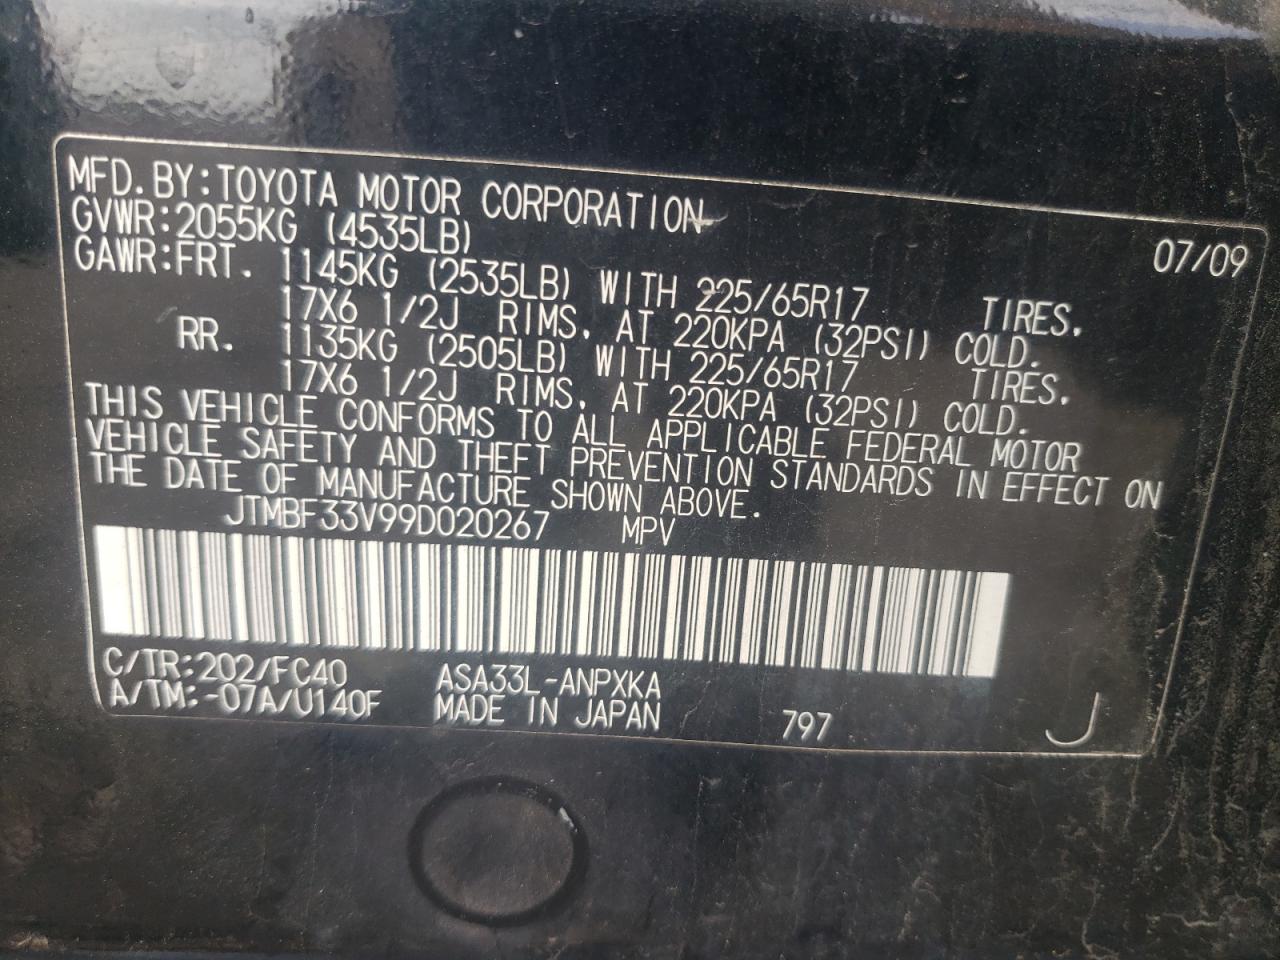 MFD.BY:TOYOTA MOTOR CORPORATION 07/09
GVWR:2055KG (4535LB)
GAWR:FRT. 1145KG (2535LB) WITH 225/65R17 TIRES,
17X6 1/2J RIMS, AT 220KPA (32PSI) COLD.
RR. 1135KG (2505LB) WITH 225/65R17 TIRES,
17X6 1/2J RIMS, AT 220KPA (32PSI) COLD.
THIS VEHICLE CONFORMS TO ALL APPLICABLE FEDERAL MOTOR
VEHICLE SAFETY AND THEFT PREVENTION STANDARDS IN EFFECT ON
THE DATE OF MANUFACTURE SHOWN ABOVE.
JTMBF33V99D020267 MPV
C/TR:202/FC40 ASA33L-ANPXKA
A/TM:-07A/U140F MADE IN JAPAN 797 J